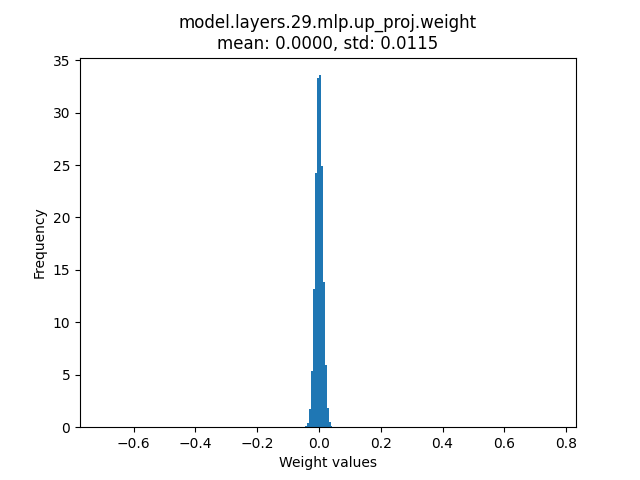 model.layers.29.mlp.up_proj.weight
mean: 0.0000, std: 0.0115
35
30
25
20
15
10
5
0
Frequency
−0.6 −0.4 −0.2 0.0 0.2 0.4 0.6 0.8
Weight values